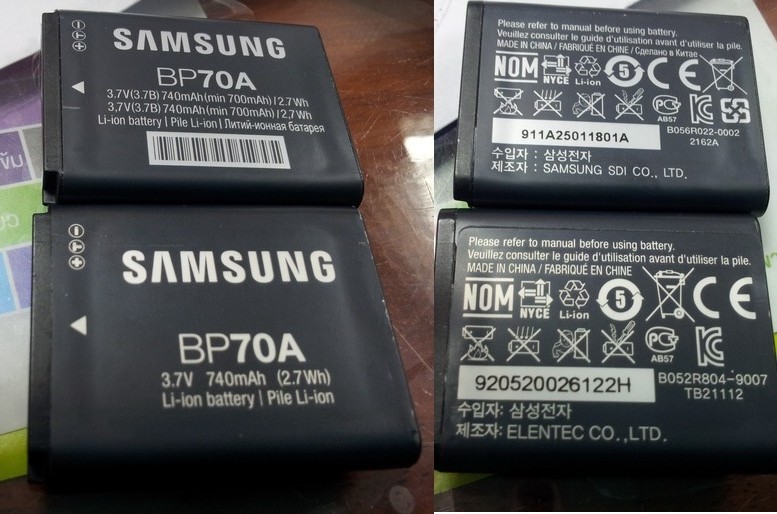 SAMSUNG
BP70A
3.7V(3.7B) 740mAh(min 700mAh) / 2.7Wh
3.7V(3.7B) 740mAh(min 700mAh) / 2.7Wh
Li-ion battery | Pile Li-ion | Литий-ионная батарея
SAMSUNG
BP70A
3.7V 740mAh (2.7Wh)
Li-ion battery | Pile Li-ion
Please refer to manual before using battery.
Veuillez consulter le guide d'utilisation avant d'utiliser la pile.
MADE IN CHINA / FABRIQUÉ EN CHINE / Сделано в Китае
NOM NYCE Li-ion 5 CE
AB57
B056R022-0002
911A25011801A
2162A
수입자 : 삼성전자
제조자 : SAMSUNG SDI CO., LTD.
Please refer to manual before using battery.
Veuillez consulter le guide d'utilisation avant d'utiliser la pile.
MADE IN CHINA / FABRIQUÉ EN CHINE
NOM NYCE Li-ion 5 CE
AB57
920520026122H
B052R804-9007
TB21112
수입자: 삼성전자
제조자: ELENTEC CO.,LTD.